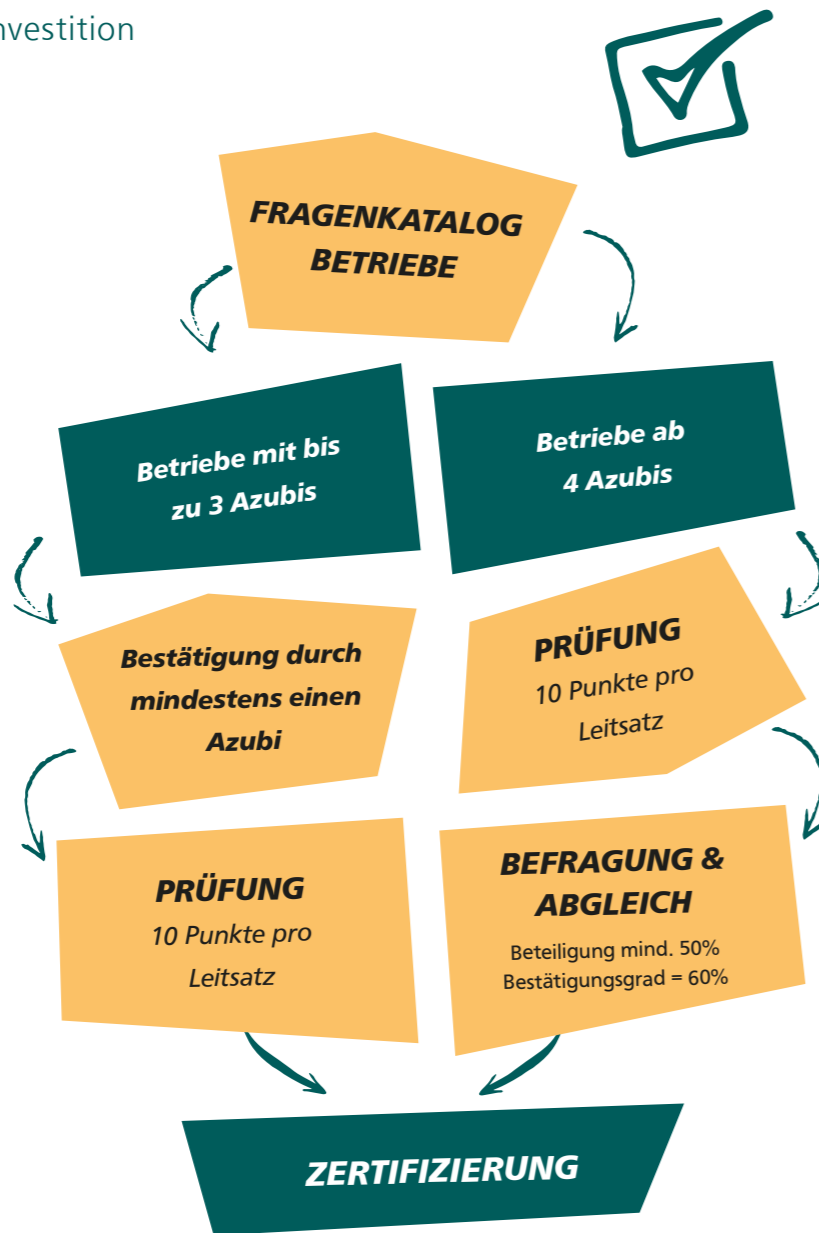 nvestition
FRAGENKATALOG
BETRIEBE
Betriebe mit bis
zu 3 Azubis
Betriebe ab
4 Azubis
Bestätigung durch
mindestens einen
Azubi
PRÜFUNG
10 Punkte pro
Leitsatz
PRÜFUNG
10 Punkte pro
Leitsatz
BEFRAGUNG &
ABGLEICH
Beteiligung mind. 50%
Bestätigungsgrad = 60%
ZERTIFIZIERUNG